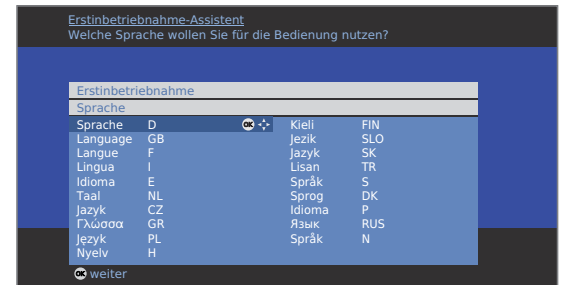 Erstinbetriebnahme-Assistent
Welche Sprache wollen Sie für die Bedienung nutzen?
Erstinbetriebnahme
Sprache
Sprache D OK Kieli FIN
Language GB Jezik SLO
Langue F Jazyk SK
Lingua I Lisan TR
Idioma E Språk S
Taal NL Sprog DK
Jazyk CZ Idioma P
Γλώσσα GR Язык RUS
Język PL Språk N
Nyelv H
OK weiter